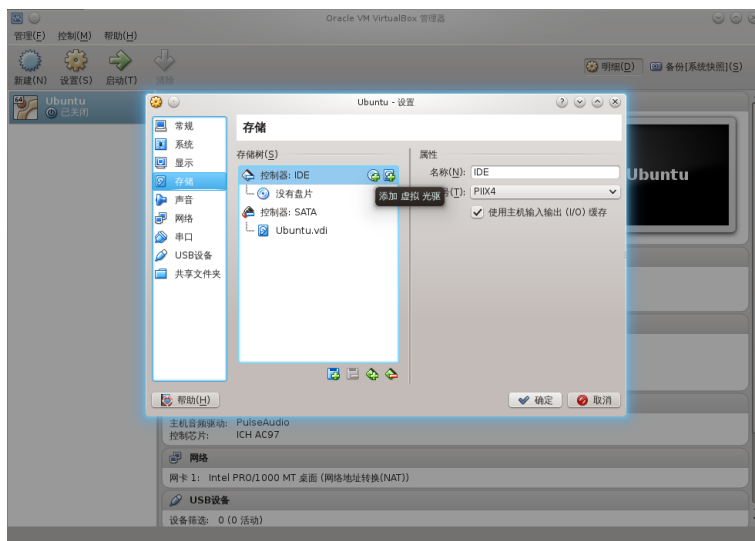 Oracle VM VirtualBox 管理器
管理(F) 控制(M) 帮助(H)
新建(N) 设置(S) 启动(T) 清除
明细(D) 备份[系统快照](S)
64
Ubuntu
已关闭
Ubuntu
Ubuntu - 设置
常规
系统
显示
存储
声音
网络
串口
USB设备
共享文件夹
存储
存储树(S)
控制器: IDE
没有盘片
控制器: SATA
Ubuntu.vdi
添加 虚拟 光驱
属性
名称(N): IDE
(T): PIIX4
使用主机输入输出 (I/O) 缓存
帮助(H)
确定 取消
主机音频驱动: PulseAudio
控制芯片: ICH AC97
网络
网卡 1: Intel PRO/1000 MT 桌面 (网络地址转换(NAT))
USB设备
设备筛选: 0 (0 活动)